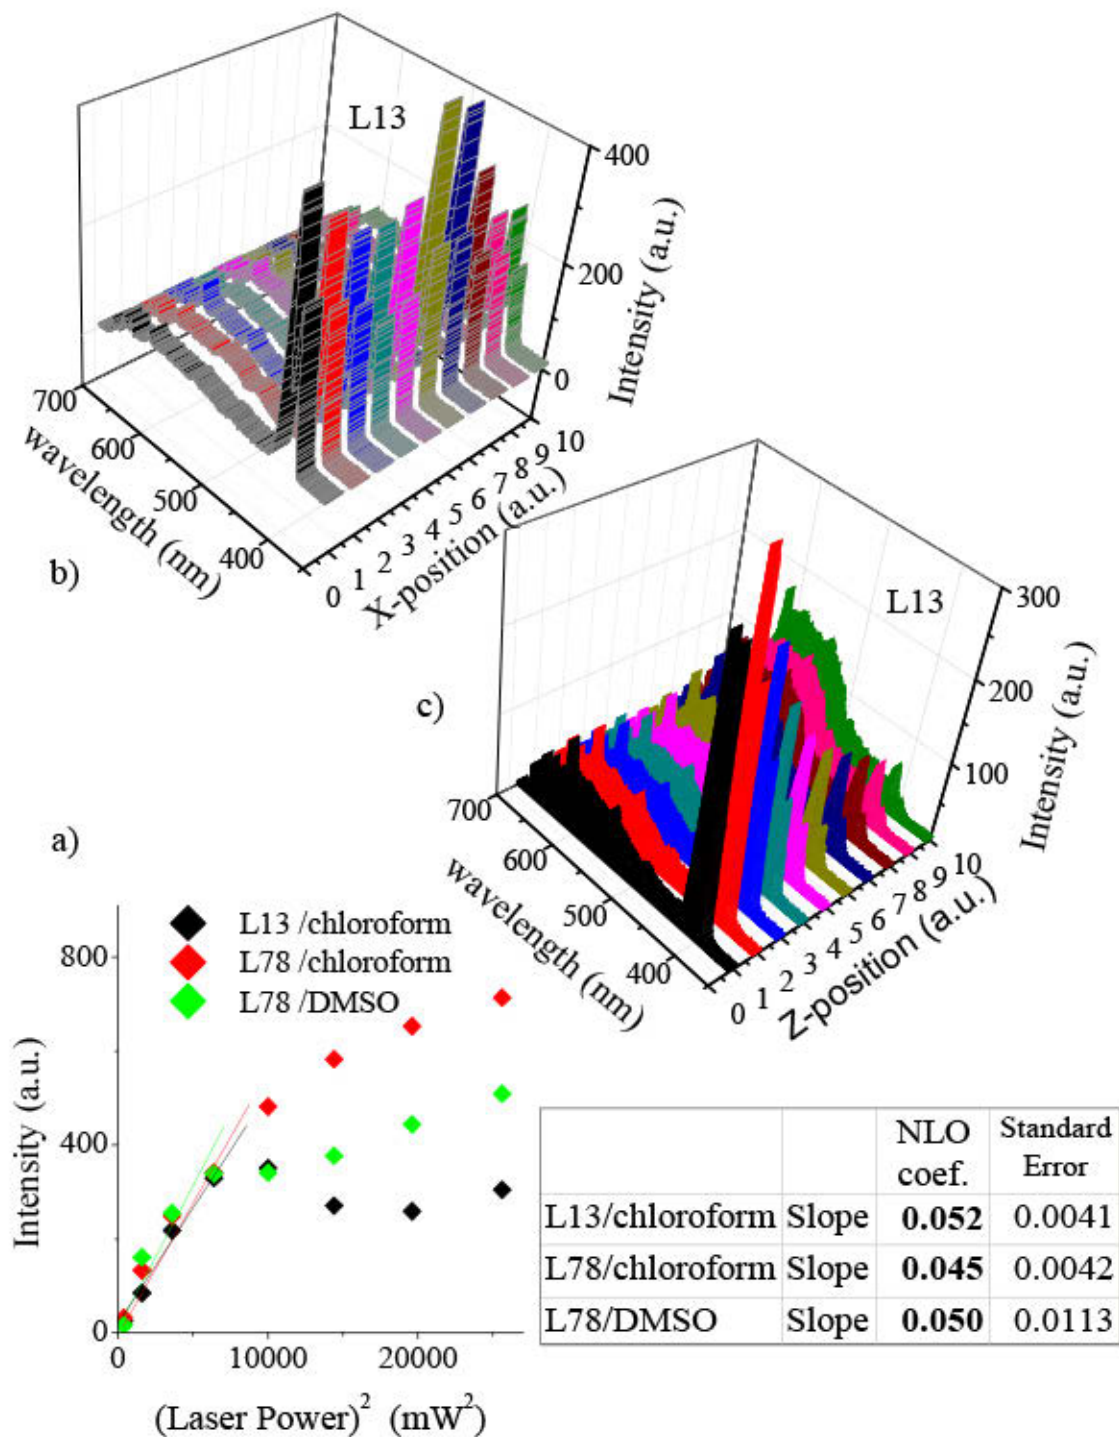 L13
400
200
0
Intensity (a.u.)
700
600
500
400
wavelength (nm)
0 1 2 3 4 5 6 7 8 9 10
X-position (a.u.)
b)
L13
300
200
100
Intensity (a.u.)
700
600
500
400
wavelength (nm)
0 1 2 3 4 5 6 7 8 9 10
Z-position (a.u.)
c)
a)
L13 /chloroform
L78 /chloroform
L78 /DMSO
800
400
0
Intensity (a.u.)
0 10000 20000
(Laser Power)² (mW²)
NLO coef. Standard Error
L13/chloroform Slope 0.052 0.0041
L78/chloroform Slope 0.045 0.0042
L78/DMSO Slope 0.050 0.0113